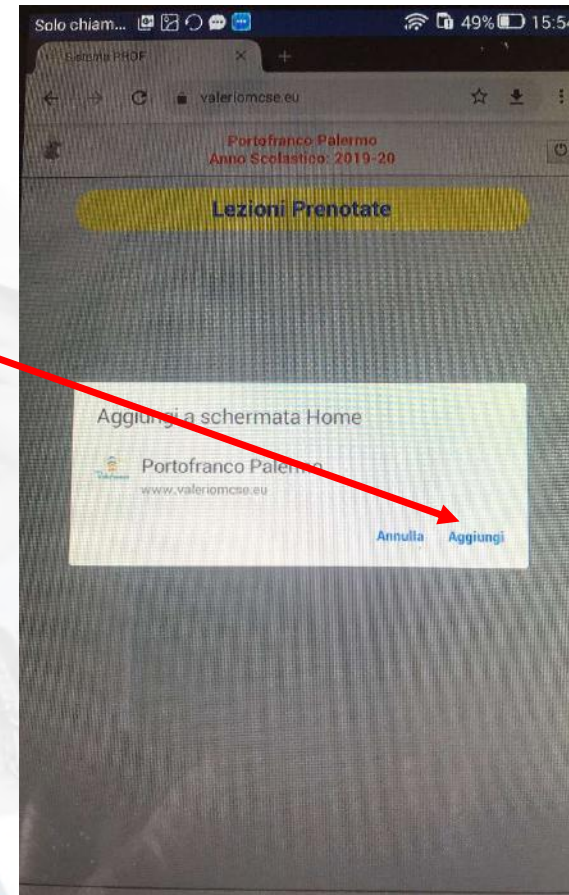 Solo chiam... 49% 15:54
Sistema PROF
valeriomcse.eu
Portofranco Palermo
Anno Scolastico: 2019-20
Lezioni Prenotate
Aggiungi a schermata Home
Portofranco Palermo
www.valeriomcse.eu
Annulla Aggiungi